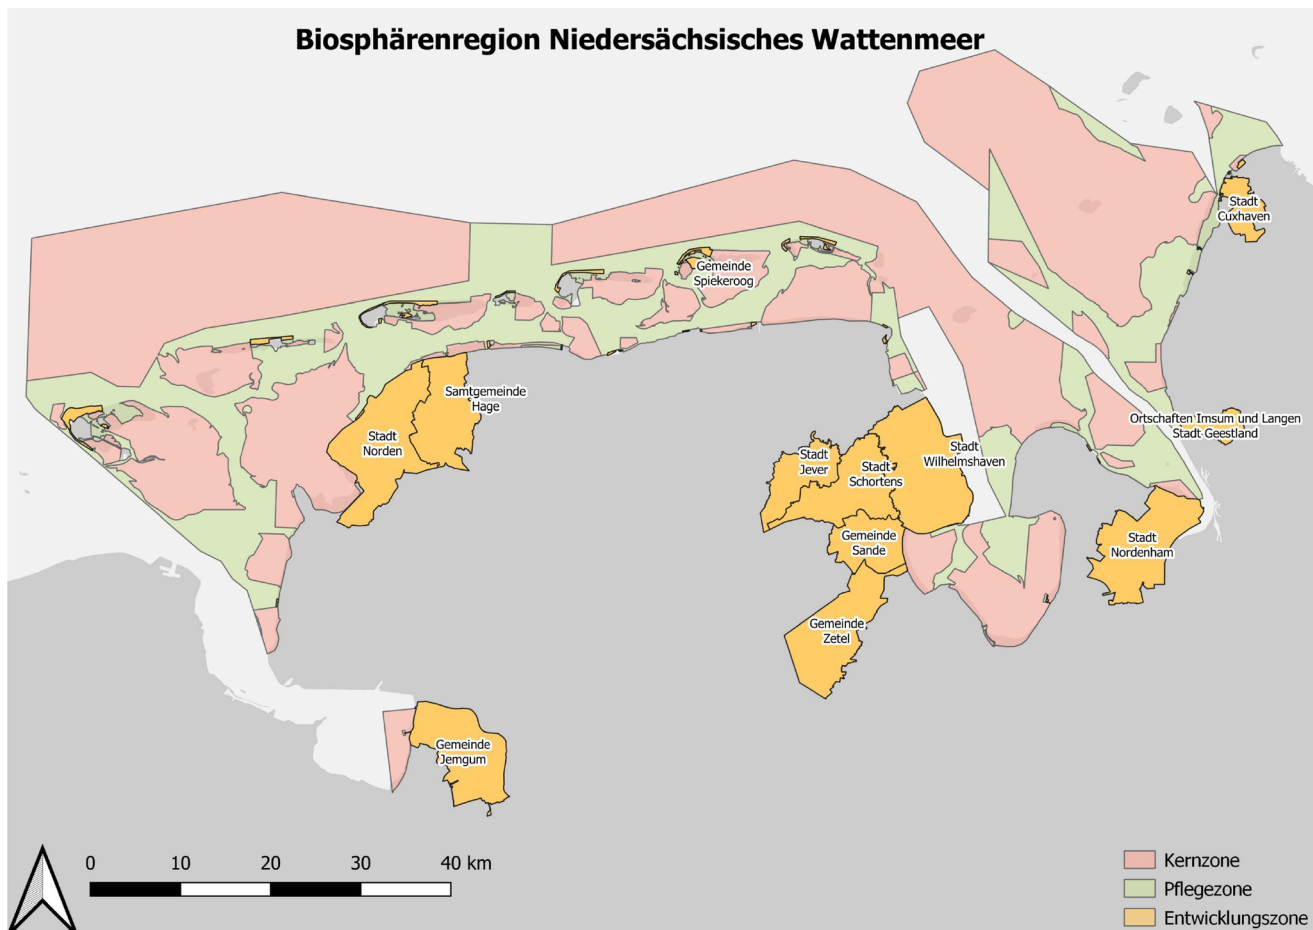 Biosphärenregion Niedersächsisches Wattenmeer
Stadt
Cuxhaven
Gemeinde
Spiekeroog
Samtgemeinde
Hage
Stadt
Norden
Ortschaften Imsum und Langen
Stadt Geestland
Stadt
Jever
Stadt
Schortens
Stadt
Wilhelmshaven
Gemeinde
Sande
Stadt
Nordenham
Gemeinde
Zetel
Gemeinde
Jemgum
0 10 20 30 40 km
Kernzone
Pflegezone
Entwicklungszone